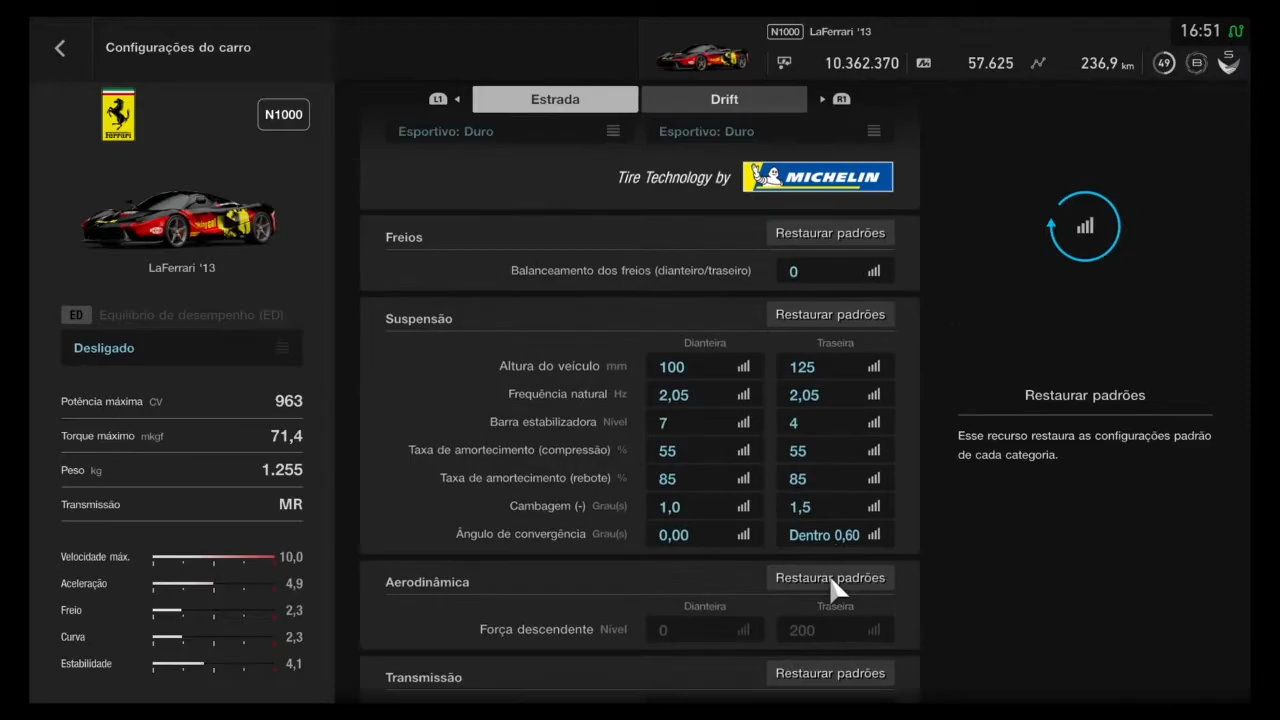 Configurações do carro
N1000 LaFerrari '13
16:51
10.362.370
57.625
236,9 km
49
B
S
Ferrari
N1000
LaFerrari '13
ED Equilíbrio de desempenho (ED)
Desligado
Potência máxima CV 963
Torque máximo mkgf 71,4
Peso kg 1.255
Transmissão MR
Velocidade máx. 10,0
Aceleração 4,9
Freio 2,3
Curva 2,3
Estabilidade 4,1
L1 Estrada Drift R1
Esportivo: Duro Esportivo: Duro
Tire Technology by MICHELIN
Freios Restaurar padrões
Balanceamento dos freios (dianteiro/traseiro) 0
Suspensão Restaurar padrões
Dianteira Traseira
Altura do veículo mm 100 125
Frequência natural Hz 2,05 2,05
Barra estabilizadora Nível 7 4
Taxa de amortecimento (compressão) % 55 55
Taxa de amortecimento (rebote) % 85 85
Cambagem (-) Grau(s) 1,0 1,5
Ângulo de convergência Grau(s) 0,00 Dentro 0,60
Aerodinâmica Restaurar padrões
Dianteira Traseira
Força descendente Nível 0 200
Transmissão Restaurar padrões
Restaurar padrões
Esse recurso restaura as configurações padrão
de cada categoria.